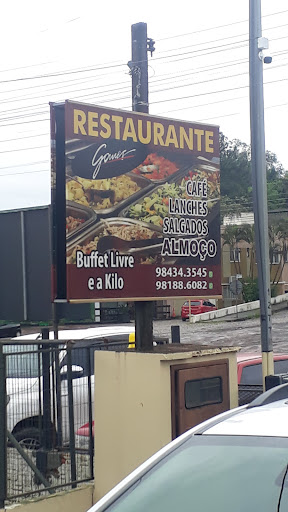 RESTAURANTE
Gomes
CAFÉ
LANCHES
SALGADOS
ALMOÇO
Buffet Livre
e a Kilo
98434.3545
98188.6082